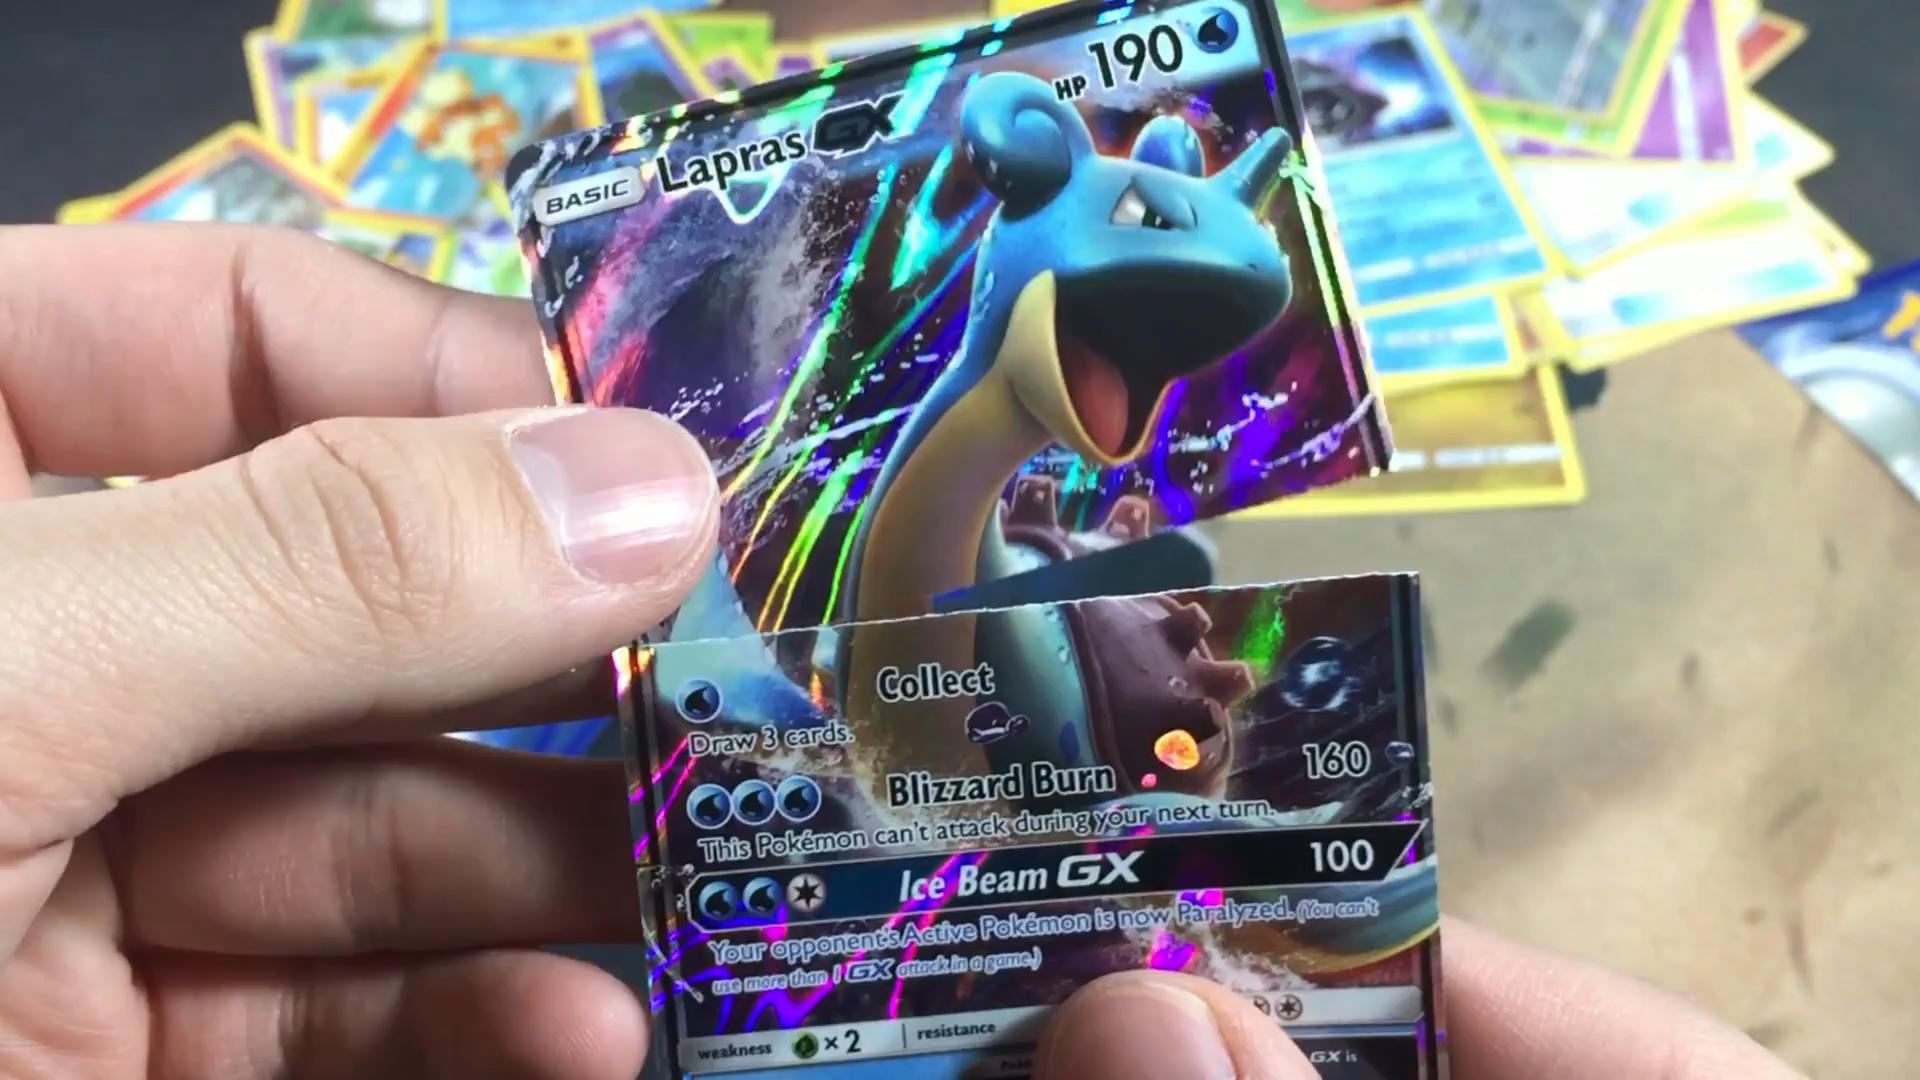 HP 190
Lapras GX
BASIC
Collect
Draw 3 cards.
Blizzard Burn 160
This Pokémon can't attack during your next turn.
Ice Beam GX 100
Your opponent's Active Pokémon is now Paralyzed. (You can't
use more than 1 GX attack in a game.)
weakness ×2 resistance
GX is